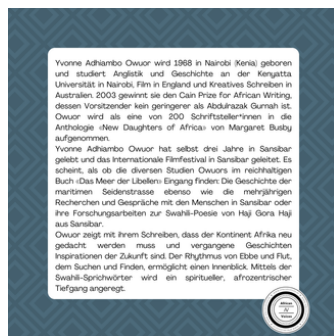 Yvonne Adhiambo Owuor wird 1968 in Nairobi (Kenia) geboren
und studiert Anglistik und Geschichte an der Kenyatta
Universität in Nairobi, Film in England und Kreatives Schreiben in
Australien. 2003 gewinnt sie den Cain Prize for African Writing,
dessen Vorsitzender kein geringerer als Abdulrazak Gurnah ist.
Owuor wird als eine von 200 Schriftsteller*innen in die
Anthologie «New Daughters of Africa» von Margaret Busby
aufgenommen.
Yvonne Adhiambo Owuor hat selbst drei Jahre in Sansibar
gelebt und das Internationale Filmfestival in Sansibar geleitet. Es
scheint, als ob die diversen Studien Owuors im reichhaltigen
Buch «Das Meer der Libellen» Eingang finden: Die Geschichte der
maritimen Seidenstrasse ebenso wie die mehrjährigen
Recherchen und Gespräche mit den Menschen in Sansibar oder
ihre Forschungsarbeiten zur Swahili-Poesie von Haji Gora Haji
aus Sansibar.
Owuor zeigt mit ihrem Schreiben, dass der Kontinent Afrika neu
gedacht werden muss und vergangene Geschichten
Inspirationen der Zukunft sind. Der Rhythmus von Ebbe und Flut,
dem Suchen und Finden, ermöglicht einen Innenblick. Mittels der
Swahili-Sprichwörter wird ein spiritueller, afrozentrischer
Tiefgang angeregt.